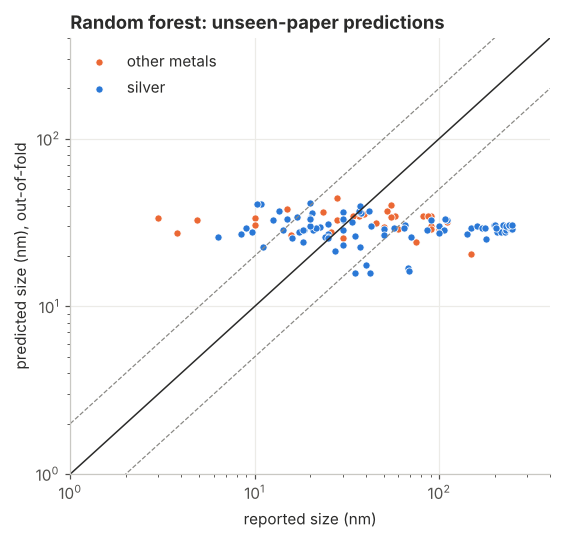 Random forest: unseen-paper predictions
other metals
silver
predicted size (nm), out-of-fold
10²
10¹
10⁰
10⁰ 10¹ 10²
reported size (nm)